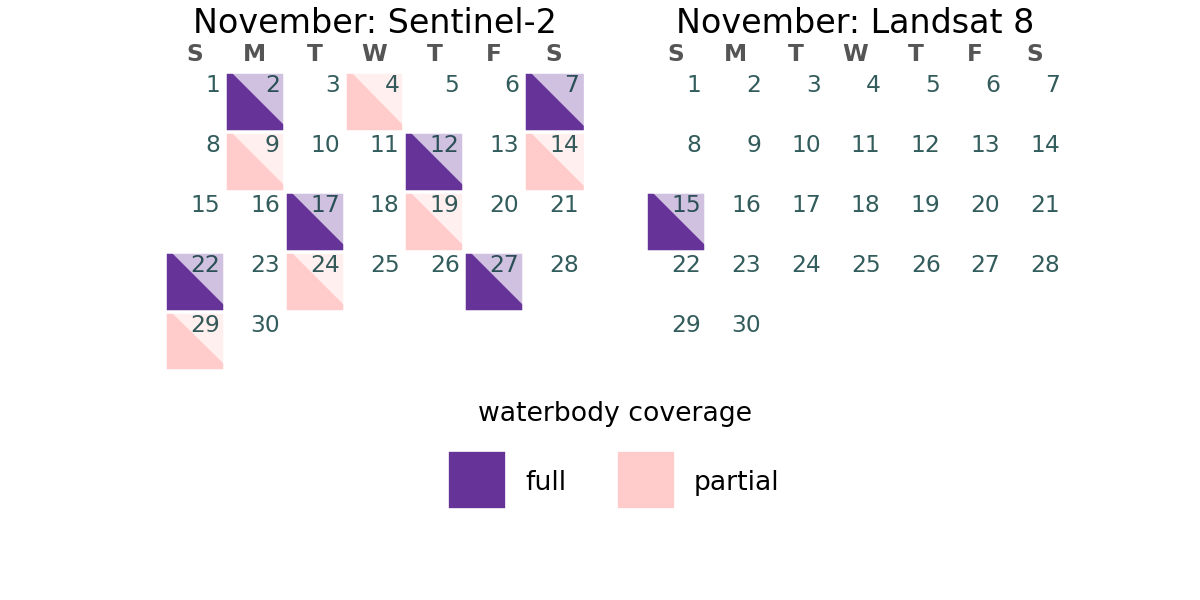 November: Sentinel-2
S M T W T F S
1 2 3 4 5 6 7
8 9 10 11 12 13 14
15 16 17 18 19 20 21
22 23 24 25 26 27 28
29 30
November: Landsat 8
S M T W T F S
1 2 3 4 5 6 7
8 9 10 11 12 13 14
15 16 17 18 19 20 21
22 23 24 25 26 27 28
29 30
waterbody coverage
full
partial